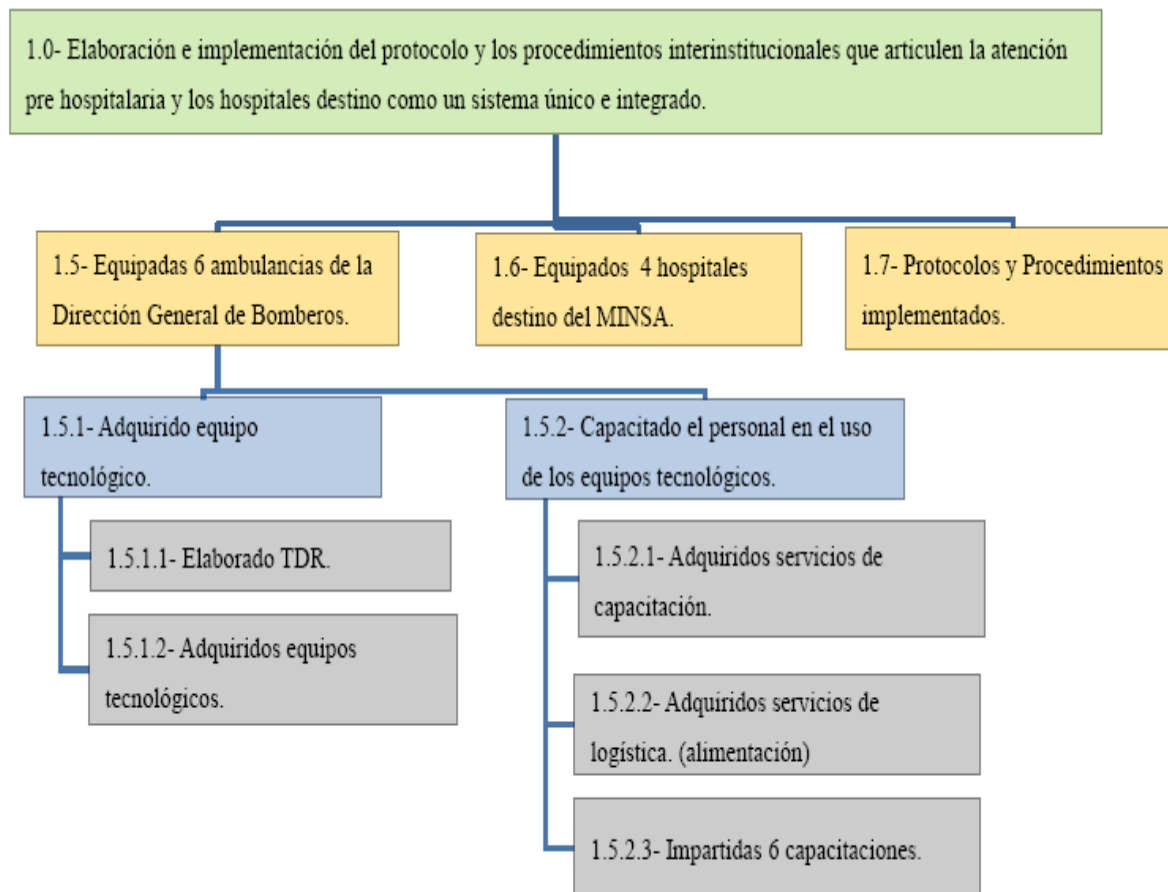 1.0- Elaboración e implementación del protocolo y los procedimientos interinstitucionales que articulen la atención
pre hospitalaria y los hospitales destino como un sistema único e integrado.
1.5- Equipadas 6 ambulancias de la
Dirección General de Bomberos.
1.6- Equipados 4 hospitales
destino del MINSA.
1.7- Protocolos y Procedimientos
implementados.
1.5.1- Adquirido equipo
tecnológico.
1.5.2- Capacitado el personal en el uso
de los equipos tecnológicos.
1.5.1.1- Elaborado TDR.
1.5.1.2- Adquiridos equipos
tecnológicos.
1.5.2.1- Adquiridos servicios de
capacitación.
1.5.2.2- Adquiridos servicios de
logística. (alimentación)
1.5.2.3- Impartidas 6 capacitaciones.